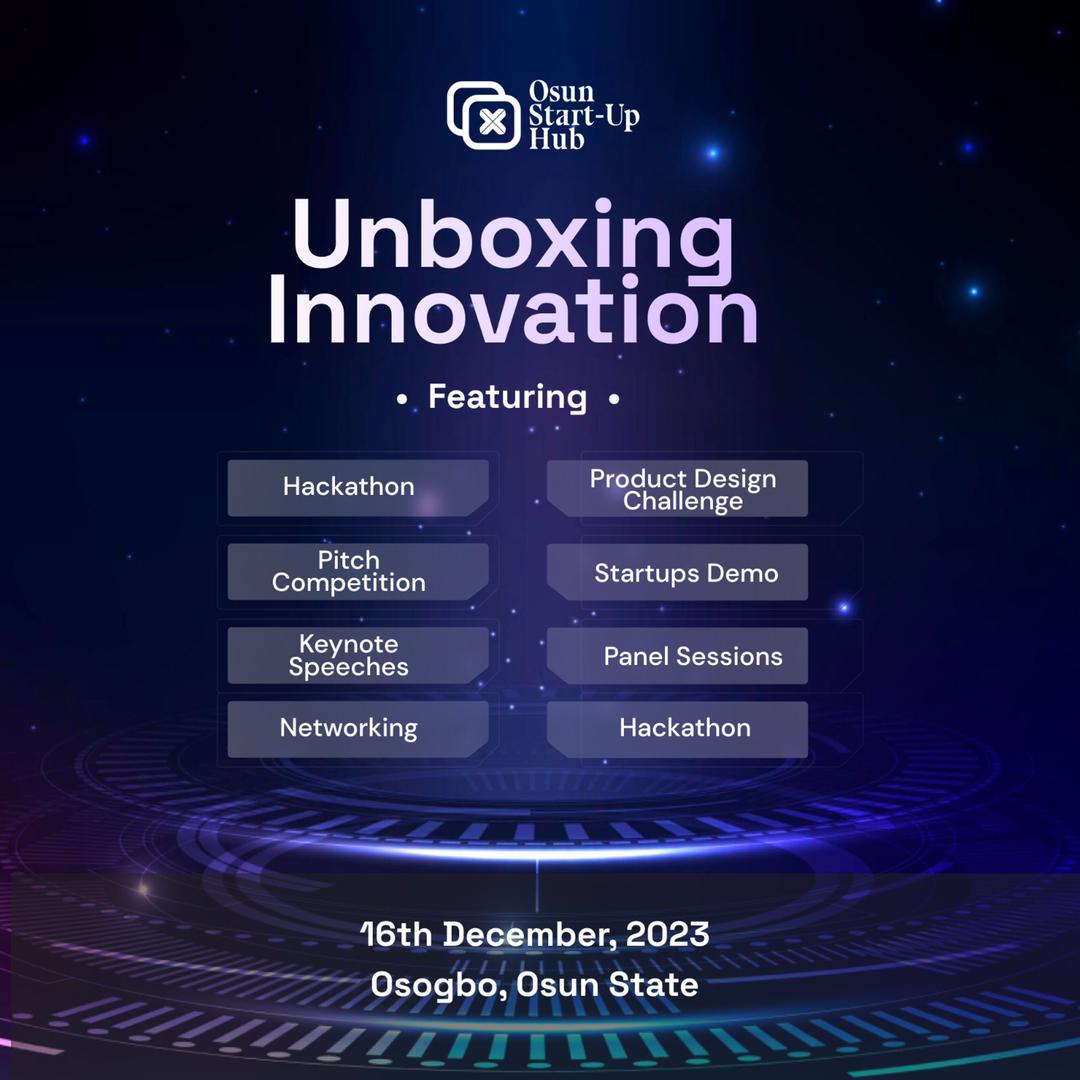 Osun
Start-Up
Hub
Unboxing
Innovation
• Featuring •
Hackathon
Product Design
Challenge
Pitch
Competition
Startups Demo
Keynote
Speeches
Panel Sessions
Networking
Hackathon
16th December, 2023
Osogbo, Osun State